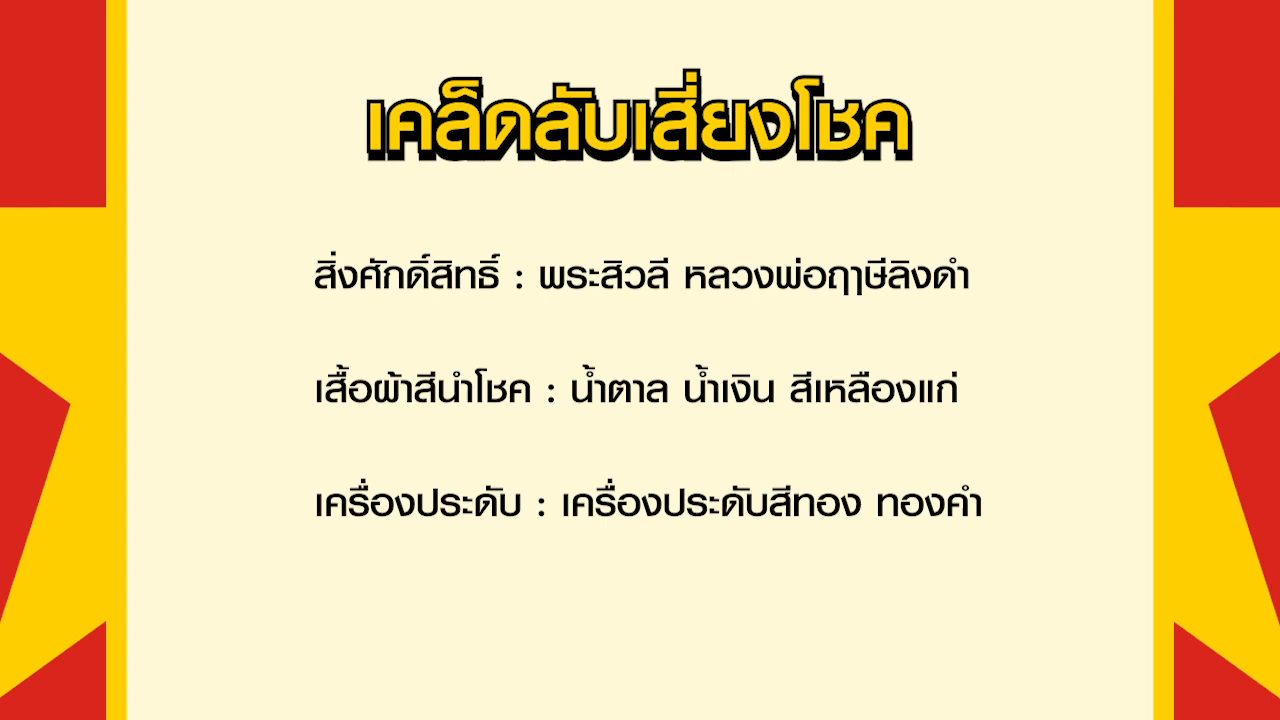 เคล็ดลับเสี่ยงโชค
สิ่งศักดิ์สิทธิ์ : พระสิวลี หลวงพ่อฤๅษีลิงดำ
เสื้อผ้าสีนำโชค : น้ำตาล น้ำเงิน สีเหลืองแก่
เครื่องประดับ : เครื่องประดับสีทอง ทองคำ